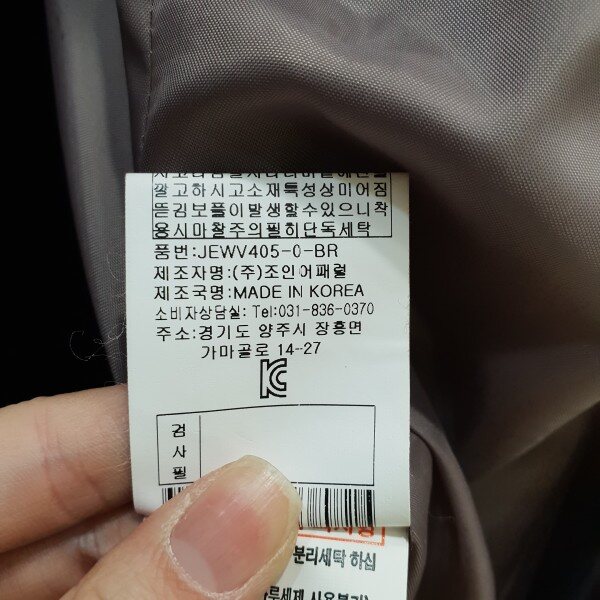 깔고하시고소재특성상미어짐
뜯김보풀이발생할수있으니착
용시마찰주의필히단독세탁
품번:JEWV405-0-BR
제조자명:(주)조인어패럴
제조국명:MADE IN KOREA
소비자상담실: Tel:031-836-0370
주소:경기도 양주시 장흥면
가마골로 14-27
KC
검
사
필
분리세탁 하십